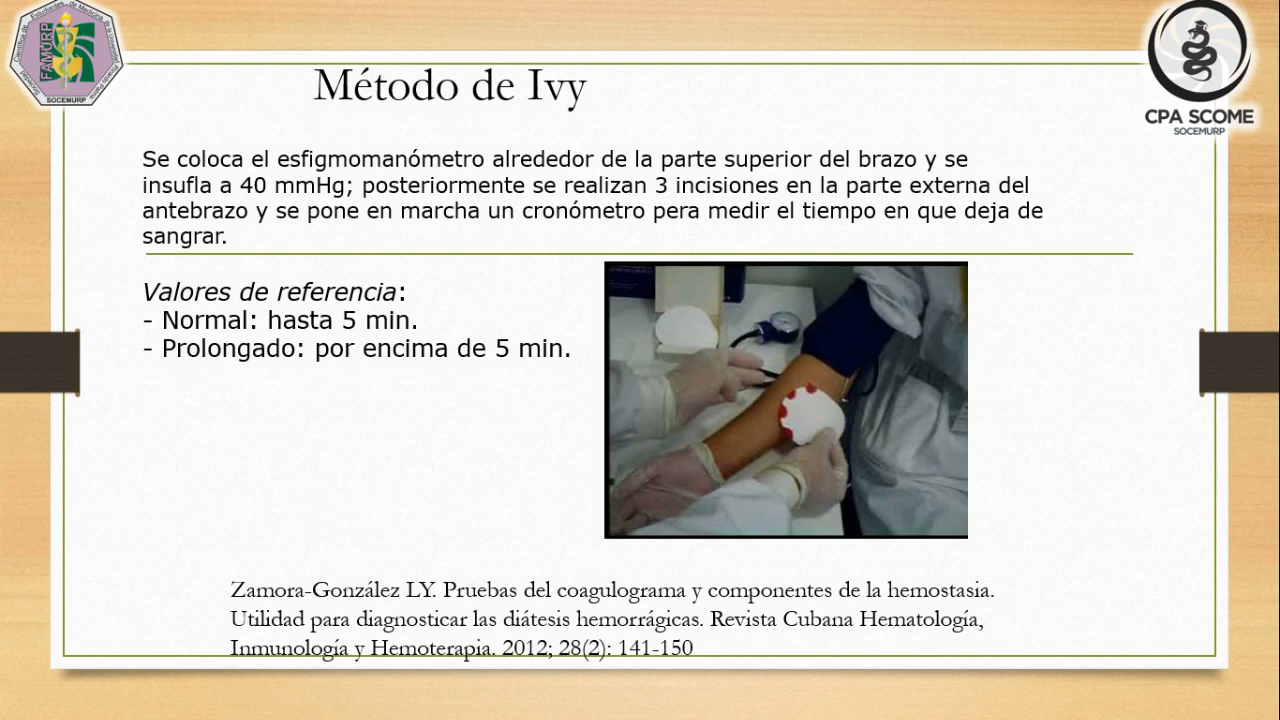 FAMURP
SOCEMURP
CPA SCOME
SOCEMURP
Método de Ivy
Se coloca el esfigmomanómetro alrededor de la parte superior del brazo y se
insufla a 40 mmHg; posteriormente se realizan 3 incisiones en la parte externa del
antebrazo y se pone en marcha un cronómetro pera medir el tiempo en que deja de
sangrar.
Valores de referencia:
- Normal: hasta 5 min.
- Prolongado: por encima de 5 min.
Zamora-González LY. Pruebas del coagulograma y componentes de la hemostasia.
Utilidad para diagnosticar las diátesis hemorrágicas. Revista Cubana Hematología,
Inmunología y Hemoterapia. 2012; 28(2): 141-150